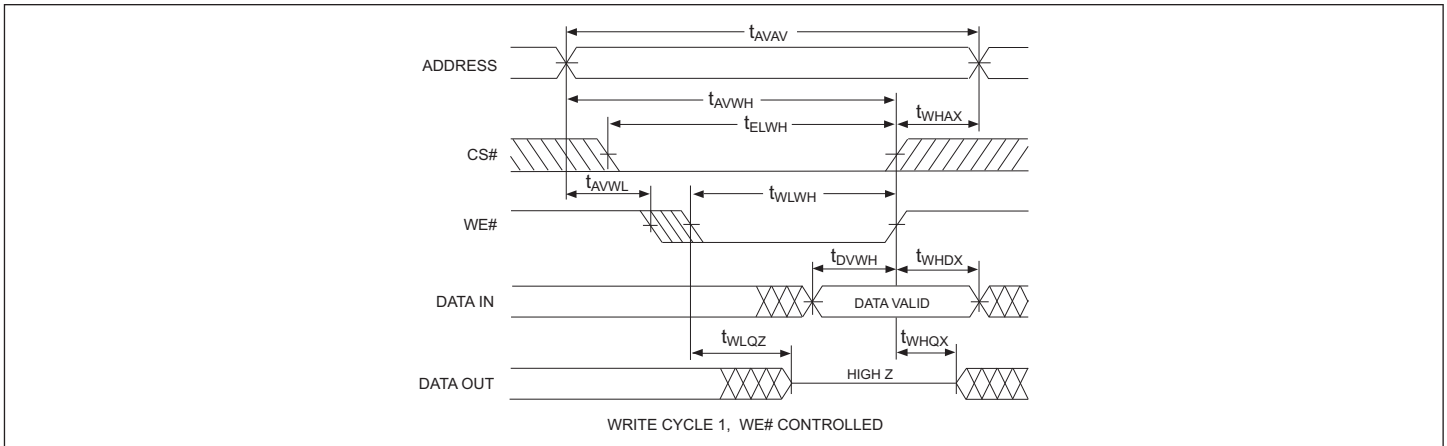 tAVAV
ADDRESS
tAVWH
tELWH
tWHAX
CS#
tAVWL
tWLWH
WE#
tDVWH
tWHDX
DATA IN
DATA VALID
tWLQZ
tWHQX
DATA OUT
HIGH Z
WRITE CYCLE 1, WE# CONTROLLED